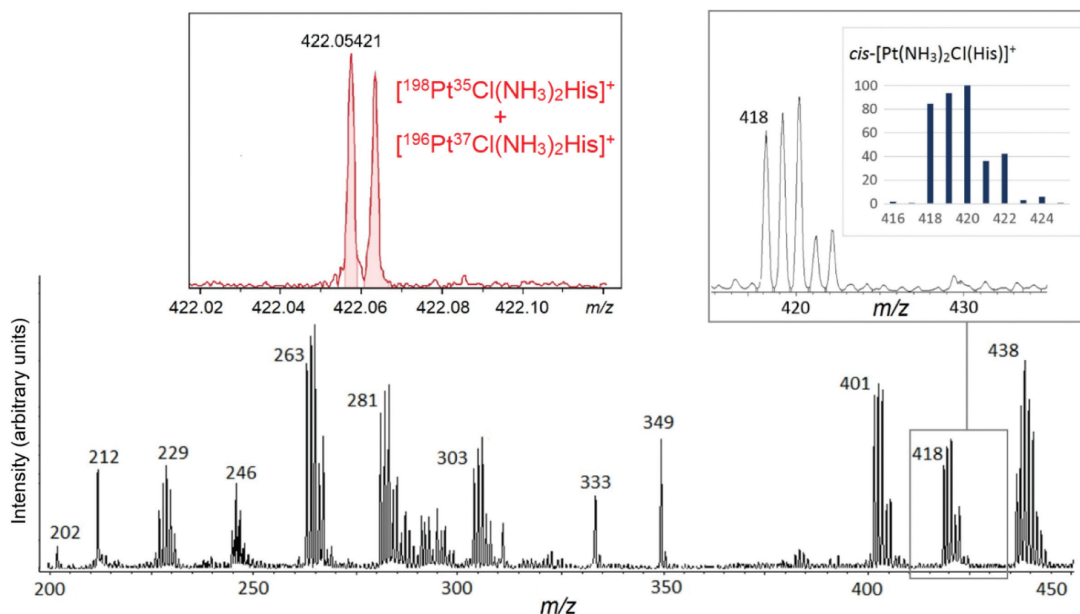 422.05421
[¹⁹⁸Pt³⁵Cl(NH₃)₂His]⁺
+
[¹⁹⁶Pt³⁷Cl(NH₃)₂His]⁺
422.02 422.04 422.06 422.08 422.10 m/z
cis-[Pt(NH₃)₂Cl(His)]⁺
100
80
60
40
20
0
416 418 420 422 424
418
420 430
m/z
Intensity (arbitrary units)
202
212
229
246
263
281
303
333
349
401
418
438
200 250 300 350 400 450
m/z